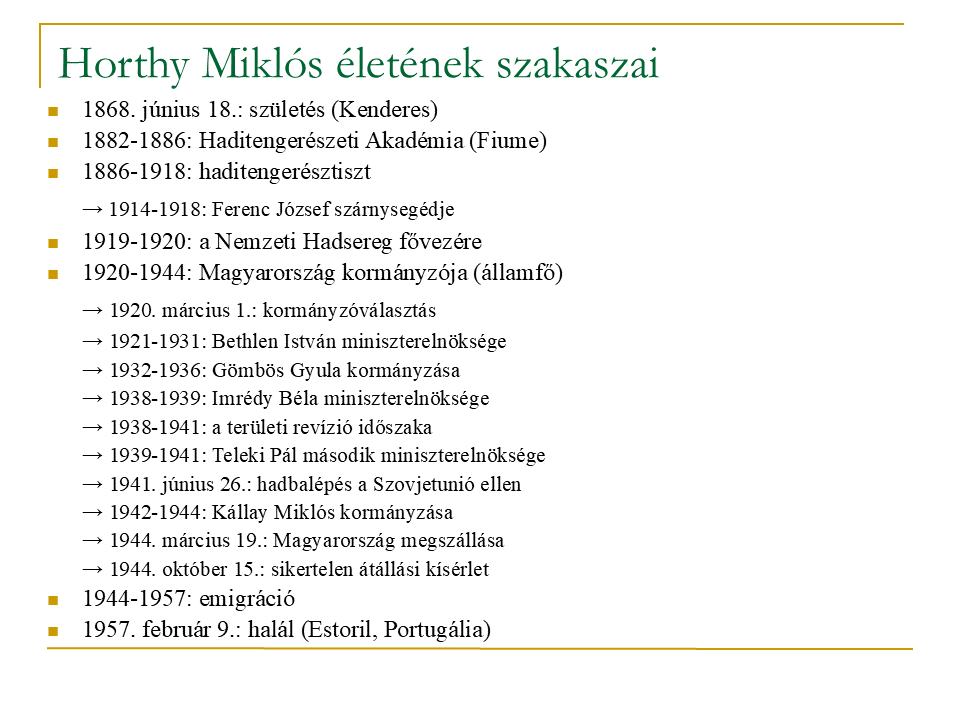 Horthy Miklós életének szakaszai
1868. június 18.: születés (Kenderes)
1882-1886: Haditengerészeti Akadémia (Fiume)
1886-1918: haditengerésztiszt
→ 1914-1918: Ferenc József szárnysegédje
1919-1920: a Nemzeti Hadsereg fővezére
1920-1944: Magyarország kormányzója (államfő)
→ 1920. március 1.: kormányzóválasztás
→ 1921-1931: Bethlen István miniszterelnöksége
→ 1932-1936: Gömbös Gyula kormányzása
→ 1938-1939: Imrédy Béla miniszterelnöksége
→ 1938-1941: a területi revízió időszaka
→ 1939-1941: Teleki Pál második miniszterelnöksége
→ 1941. június 26.: hadbalépés a Szovjetunió ellen
→ 1942-1944: Kállay Miklós kormányzása
→ 1944. március 19.: Magyarország megszállása
→ 1944. október 15.: sikertelen átállási kísérlet
1944-1957: emigráció
1957. február 9.: halál (Estoril, Portugália)